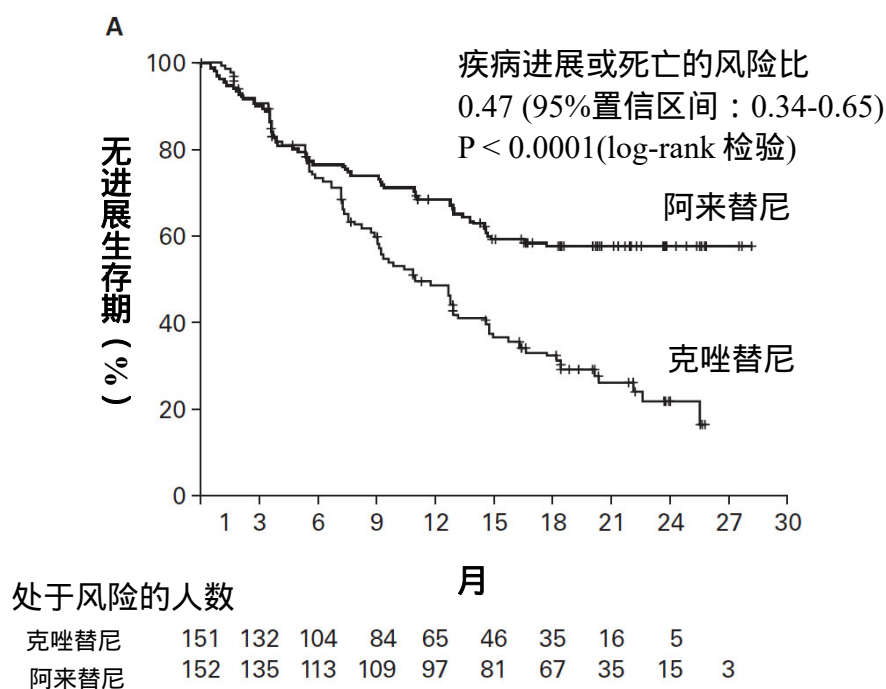 A
疾病进展或死亡的风险比
0.47 (95%置信区间：0.34-0.65)
P < 0.0001(log-rank 检验)
无进展生存期（%）
100
80
60
40
20
0
阿来替尼
克唑替尼
1 3 6 9 12 15 18 21 24 27 30
月
处于风险的人数
克唑替尼 151 132 104 84 65 46 35 16 5
阿来替尼 152 135 113 109 97 81 67 35 15 3